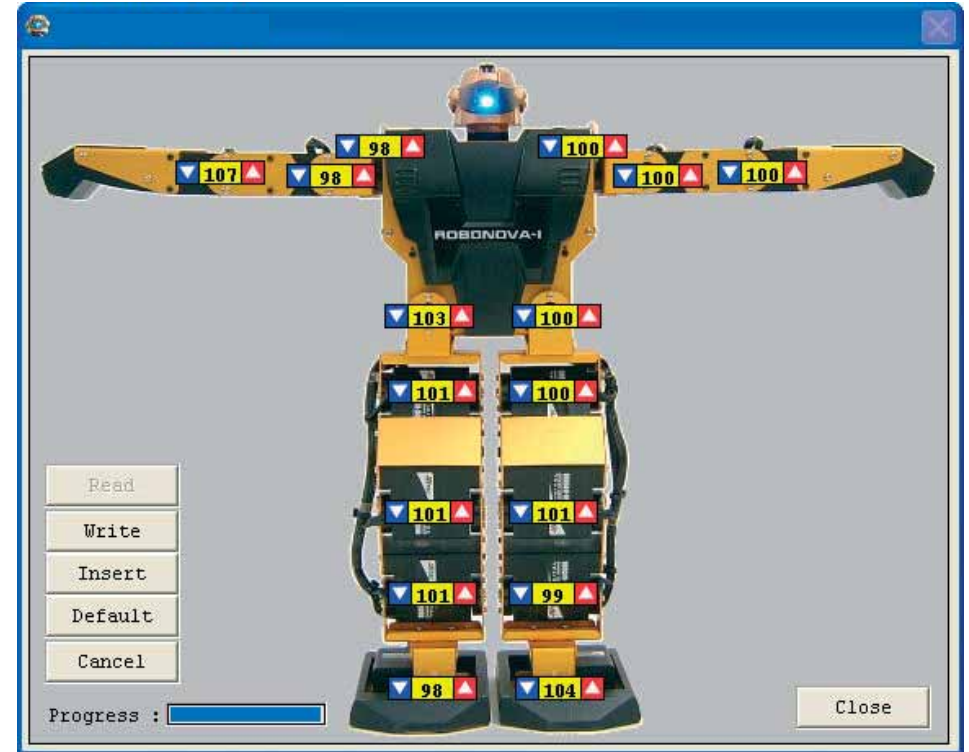 98 100
107 98 100 100
ROBONOVA-I
103 100
101 100
101 101
101 99
98 104
Read
Write
Insert
Default
Cancel
Progress :
Close